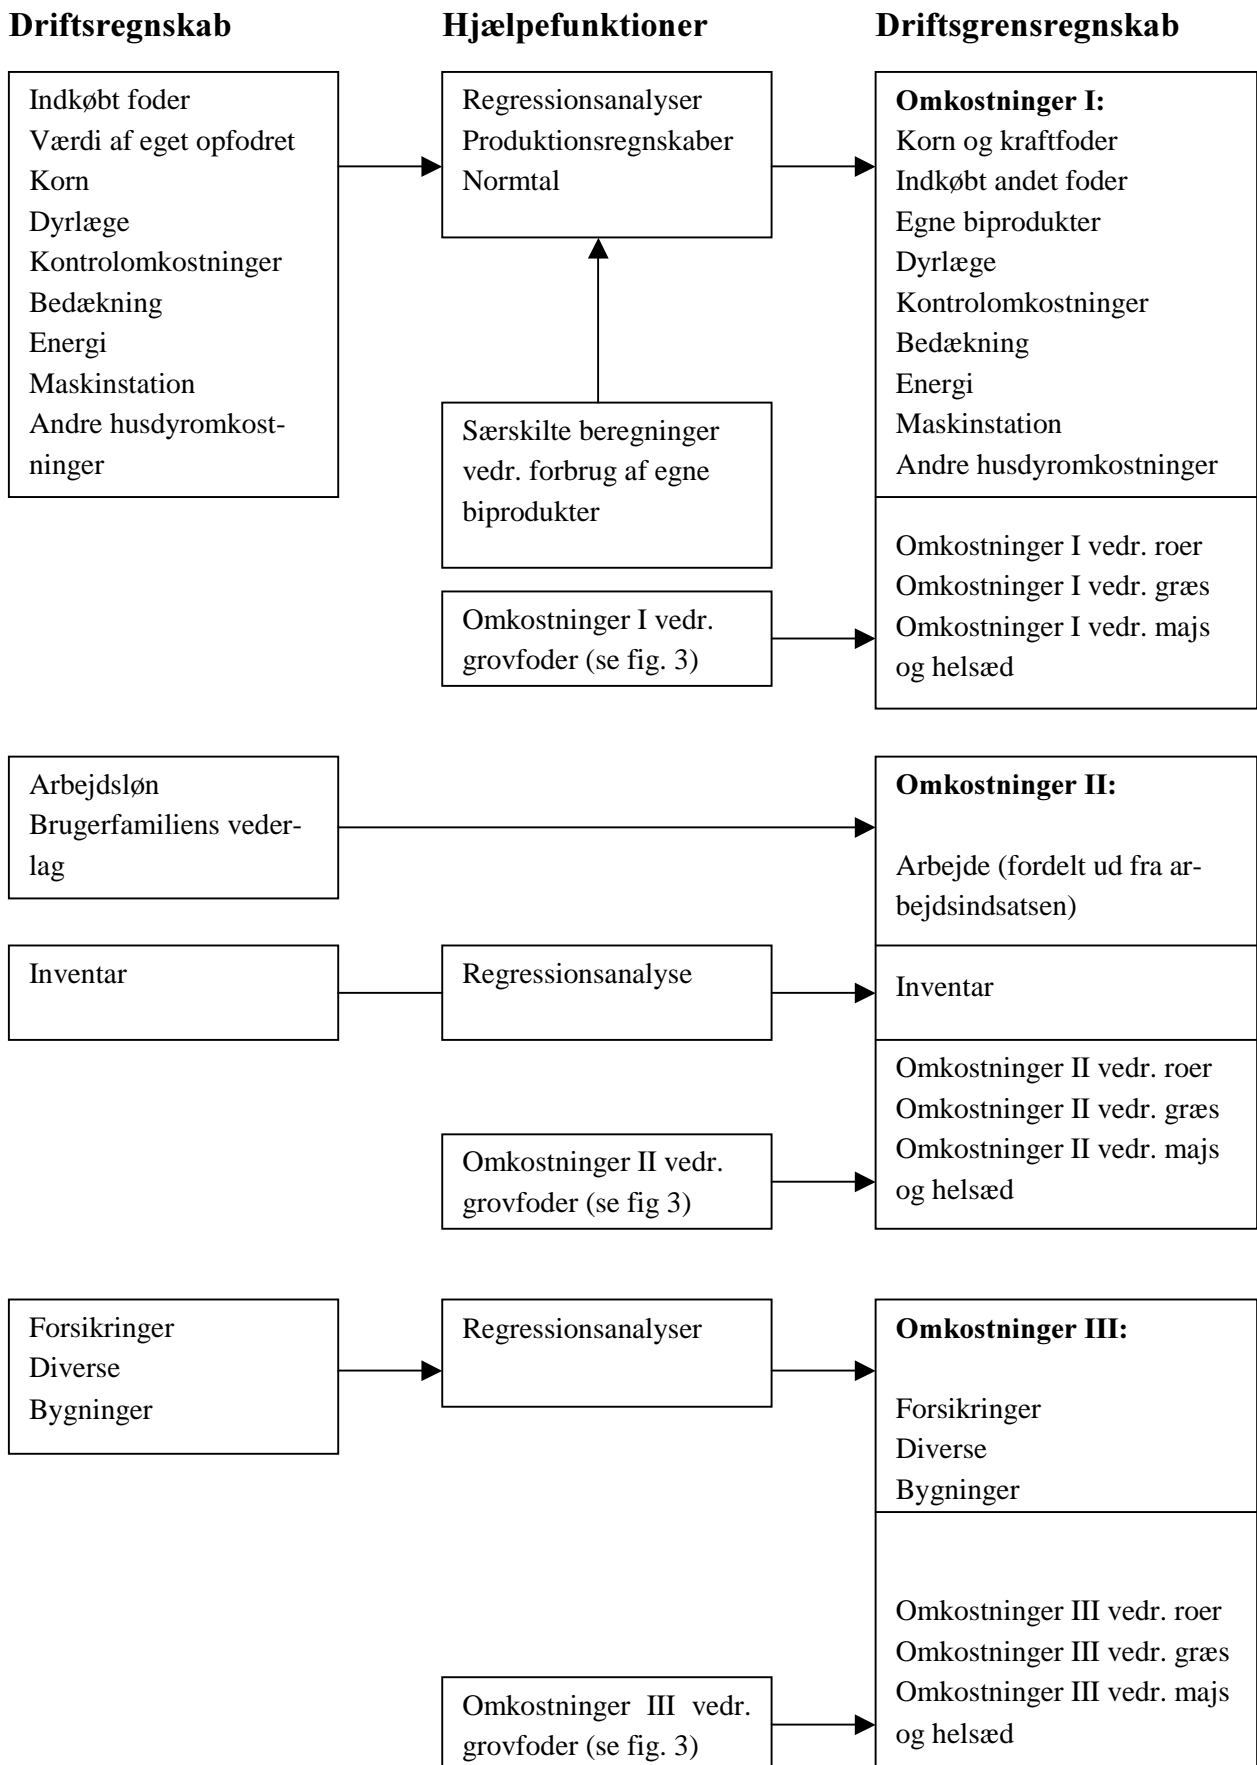 Driftsregnskab
Hjælpefunktioner
Driftsgrensregnskab
Indkøbt foder
Værdi af eget opfodret
Korn
Dyrlæge
Kontrolomkostninger
Bedækning
Energi
Maskinstation
Andre husdyromkost-
ninger
Regressionsanalyser
Produktionsregnskaber
Normtal
Særskilte beregninger
vedr. forbrug af egne
biprodukter
Omkostninger I vedr.
grovfoder (se fig. 3)
Omkostninger I:
Korn og kraftfoder
Indkøbt andet foder
Egne biprodukter
Dyrlæge
Kontrolomkostninger
Bedækning
Energi
Maskinstation
Andre husdyromkostninger
Omkostninger I vedr. roer
Omkostninger I vedr. græs
Omkostninger I vedr. majs
og helsæd
Arbejdsløn
Brugerfamiliens veder-
lag
Omkostninger II:
Arbejde (fordelt ud fra ar-
bejdsindsatsen)
Inventar
Regressionsanalyse
Inventar
Omkostninger II vedr.
grovfoder (se fig 3)
Omkostninger II vedr. roer
Omkostninger II vedr. græs
Omkostninger II vedr. majs
og helsæd
Forsikringer
Diverse
Bygninger
Regressionsanalyser
Omkostninger III:
Forsikringer
Diverse
Bygninger
Omkostninger III vedr.
grovfoder (se fig. 3)
Omkostninger III vedr. roer
Omkostninger III vedr. græs
Omkostninger III vedr. majs
og helsæd